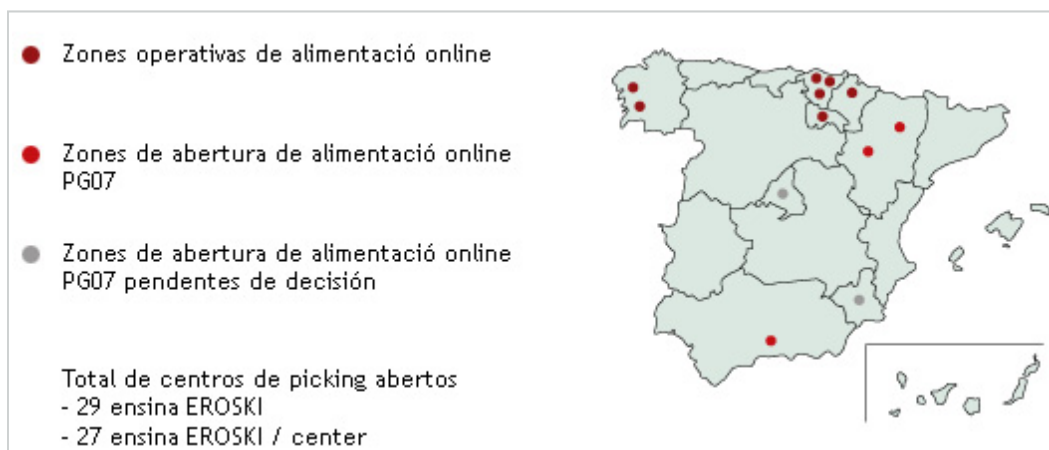 Zones operativas de alimentació online
Zones de abertura de alimentació online
PG07
Zones de abertura de alimentació online
PG07 pendentes de decisión
Total de centros de picking abertos
- 29 ensina EROSKI
- 27 ensina EROSKI / center